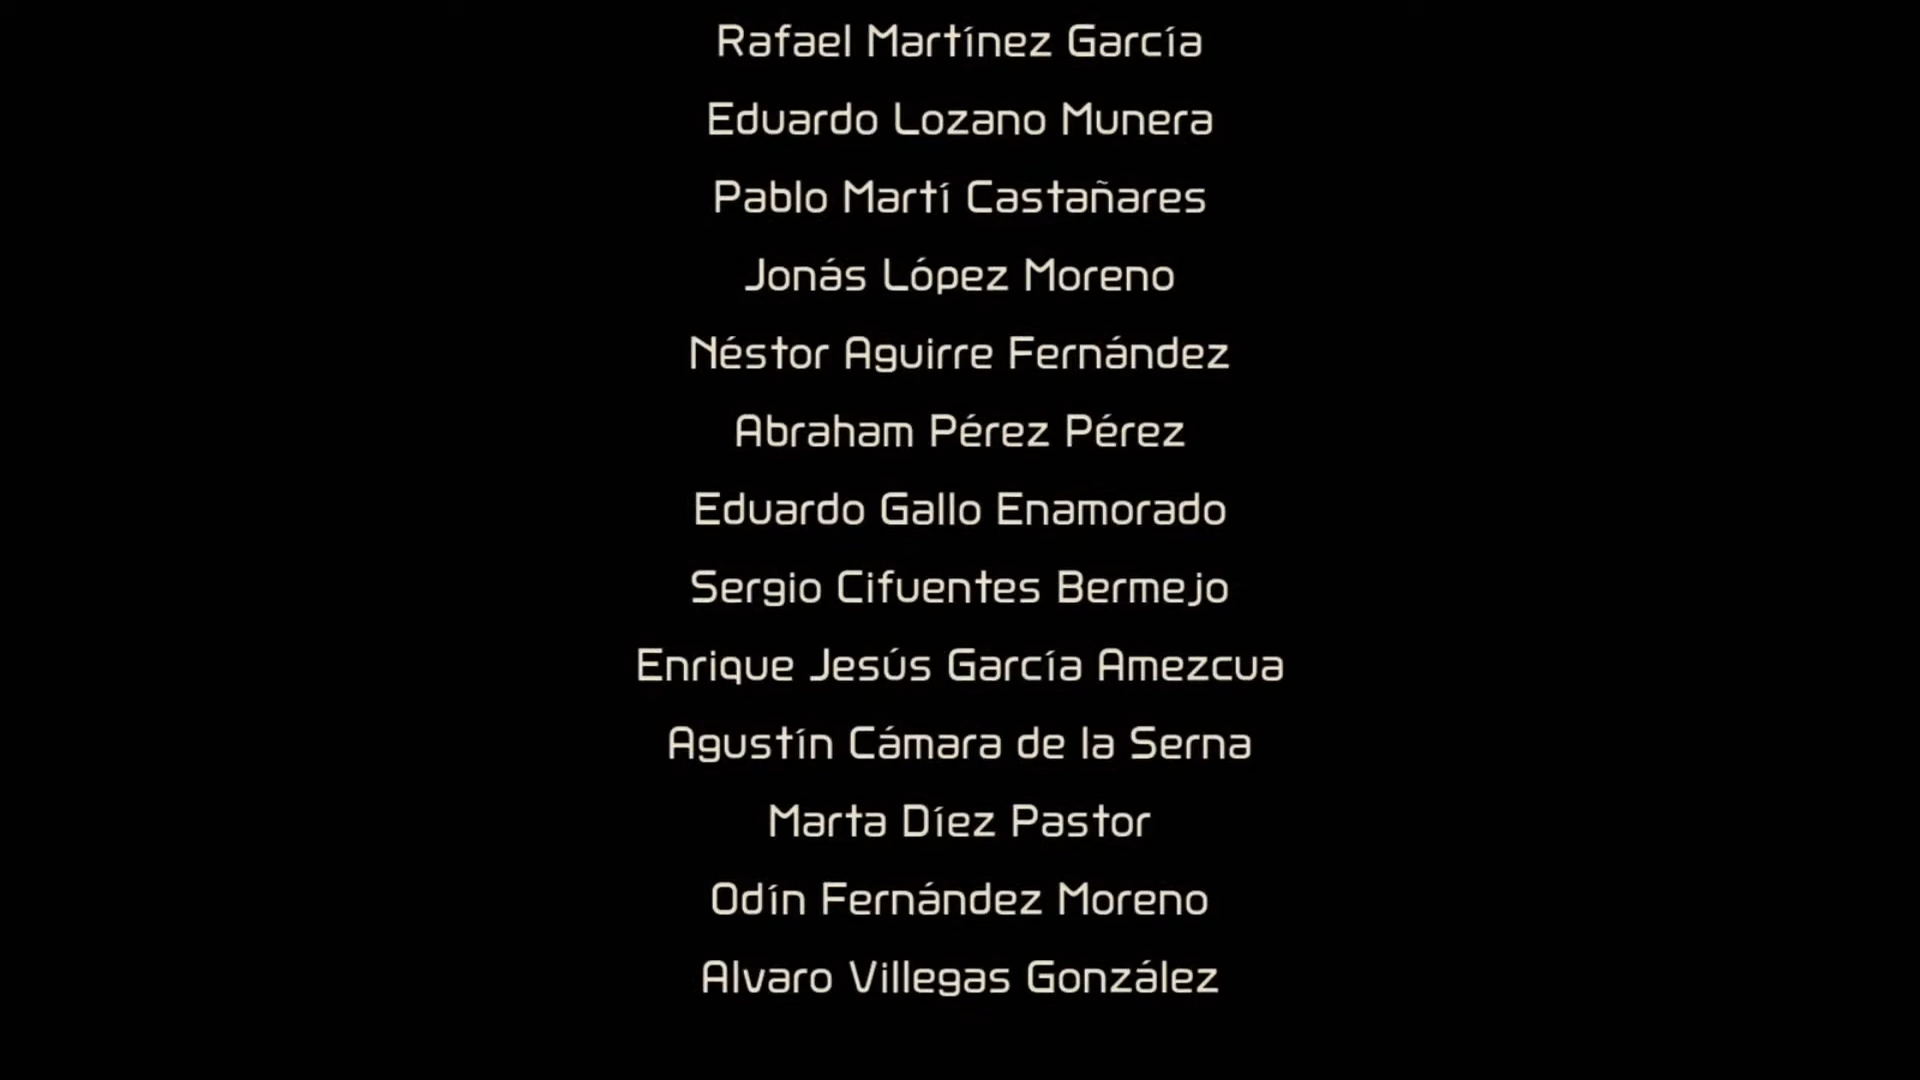 Rafael Martínez García
Eduardo Lozano Munera
Pablo Martí Castañares
Jonás López Moreno
Néstor Aguirre Fernández
Abraham Pérez Pérez
Eduardo Gallo Enamorado
Sergio Cifuentes Bermejo
Enrique Jesús García Amezcua
Agustín Cámara de la Serna
Marta Díez Pastor
Odín Fernández Moreno
Alvaro Villegas González